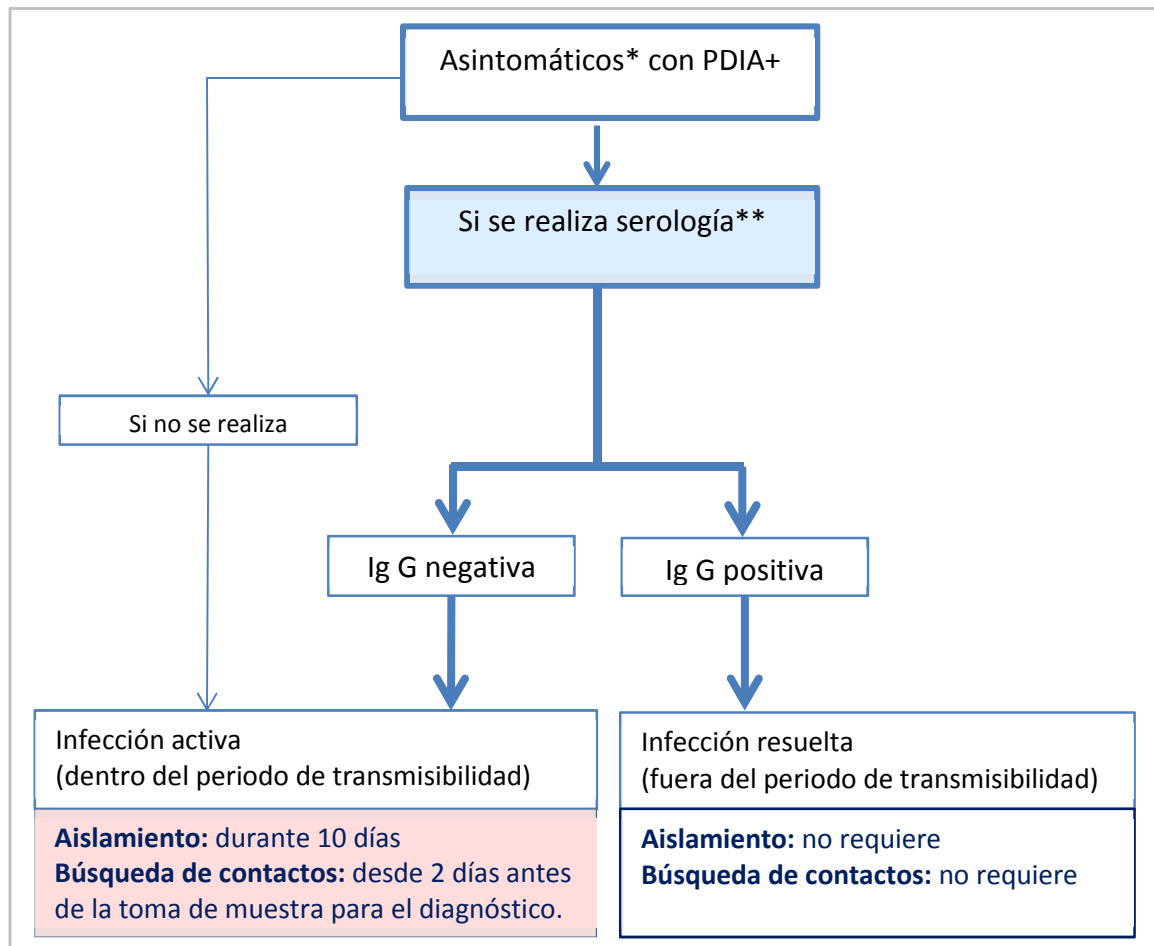 Asintomáticos* con PDIA+
Si se realiza serología**
Si no se realiza
Ig G negativa
Ig G positiva
Infección activa
(dentro del periodo de transmisibilidad)
Aislamiento: durante 10 días
Búsqueda de contactos: desde 2 días antes
de la toma de muestra para el diagnóstico.
Infección resuelta
(fuera del periodo de transmisibilidad)
Aislamiento: no requiere
Búsqueda de contactos: no requiere